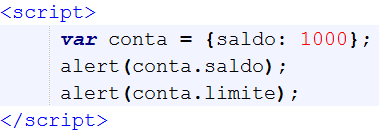 <script>
var conta = {saldo: 1000};
alert(conta.saldo);
alert(conta.limite);
</script>